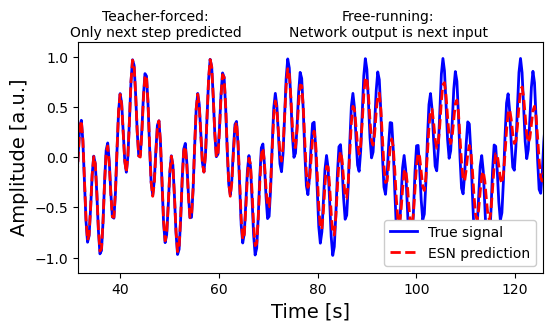 Teacher-forced:
Only next step predicted
Free-running:
Network output is next input
Amplitude [a.u.]
1.0
0.5
0.0
−0.5
−1.0
True signal
ESN prediction
40
60
80
100
120
Time [s]